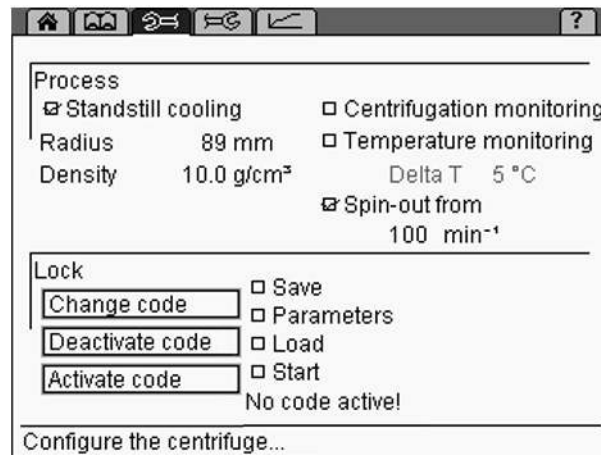 ?
Process
Standstill cooling
Centrifugation monitoring
Radius 89 mm
Temperature monitoring
Density 10.0 g/cm³
Delta T 5 °C
Spin-out from
100 min⁻¹
Lock
Change code
Deactivate code
Activate code
Save
Parameters
Load
Start
No code active!
Configure the centrifuge...